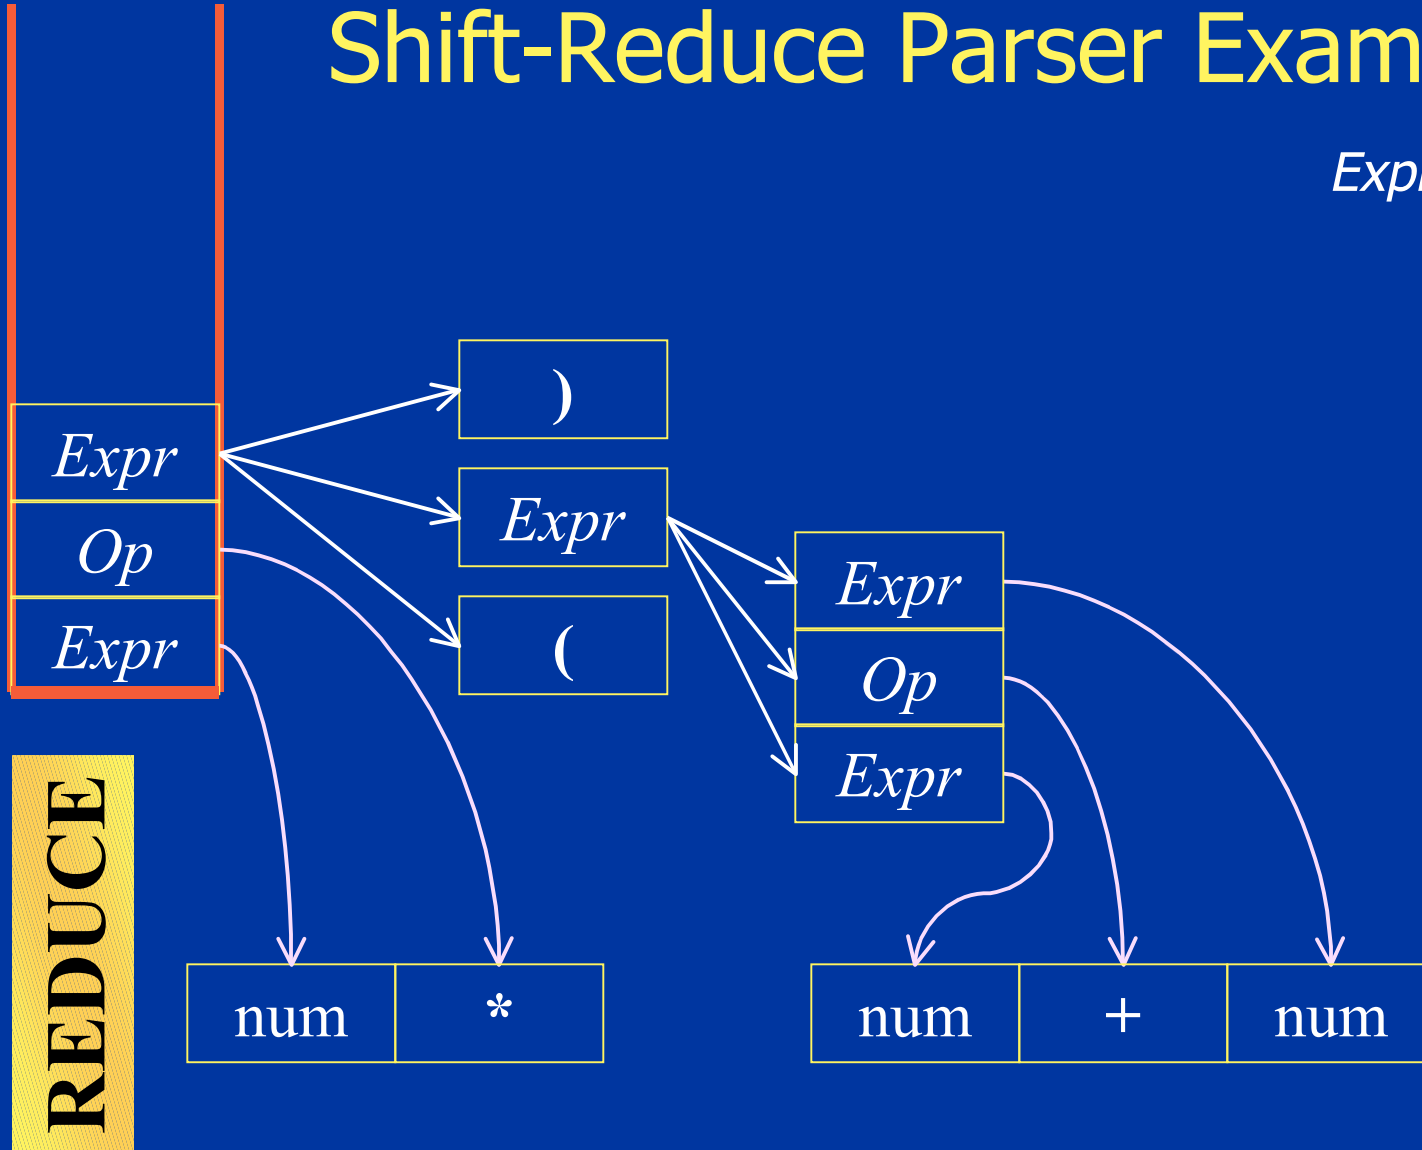 Shift-Reduce Parser Exam
Expr
)
Expr
Expr
Op
Expr
(
Expr
Op
Expr
REDUCE
num * num + num